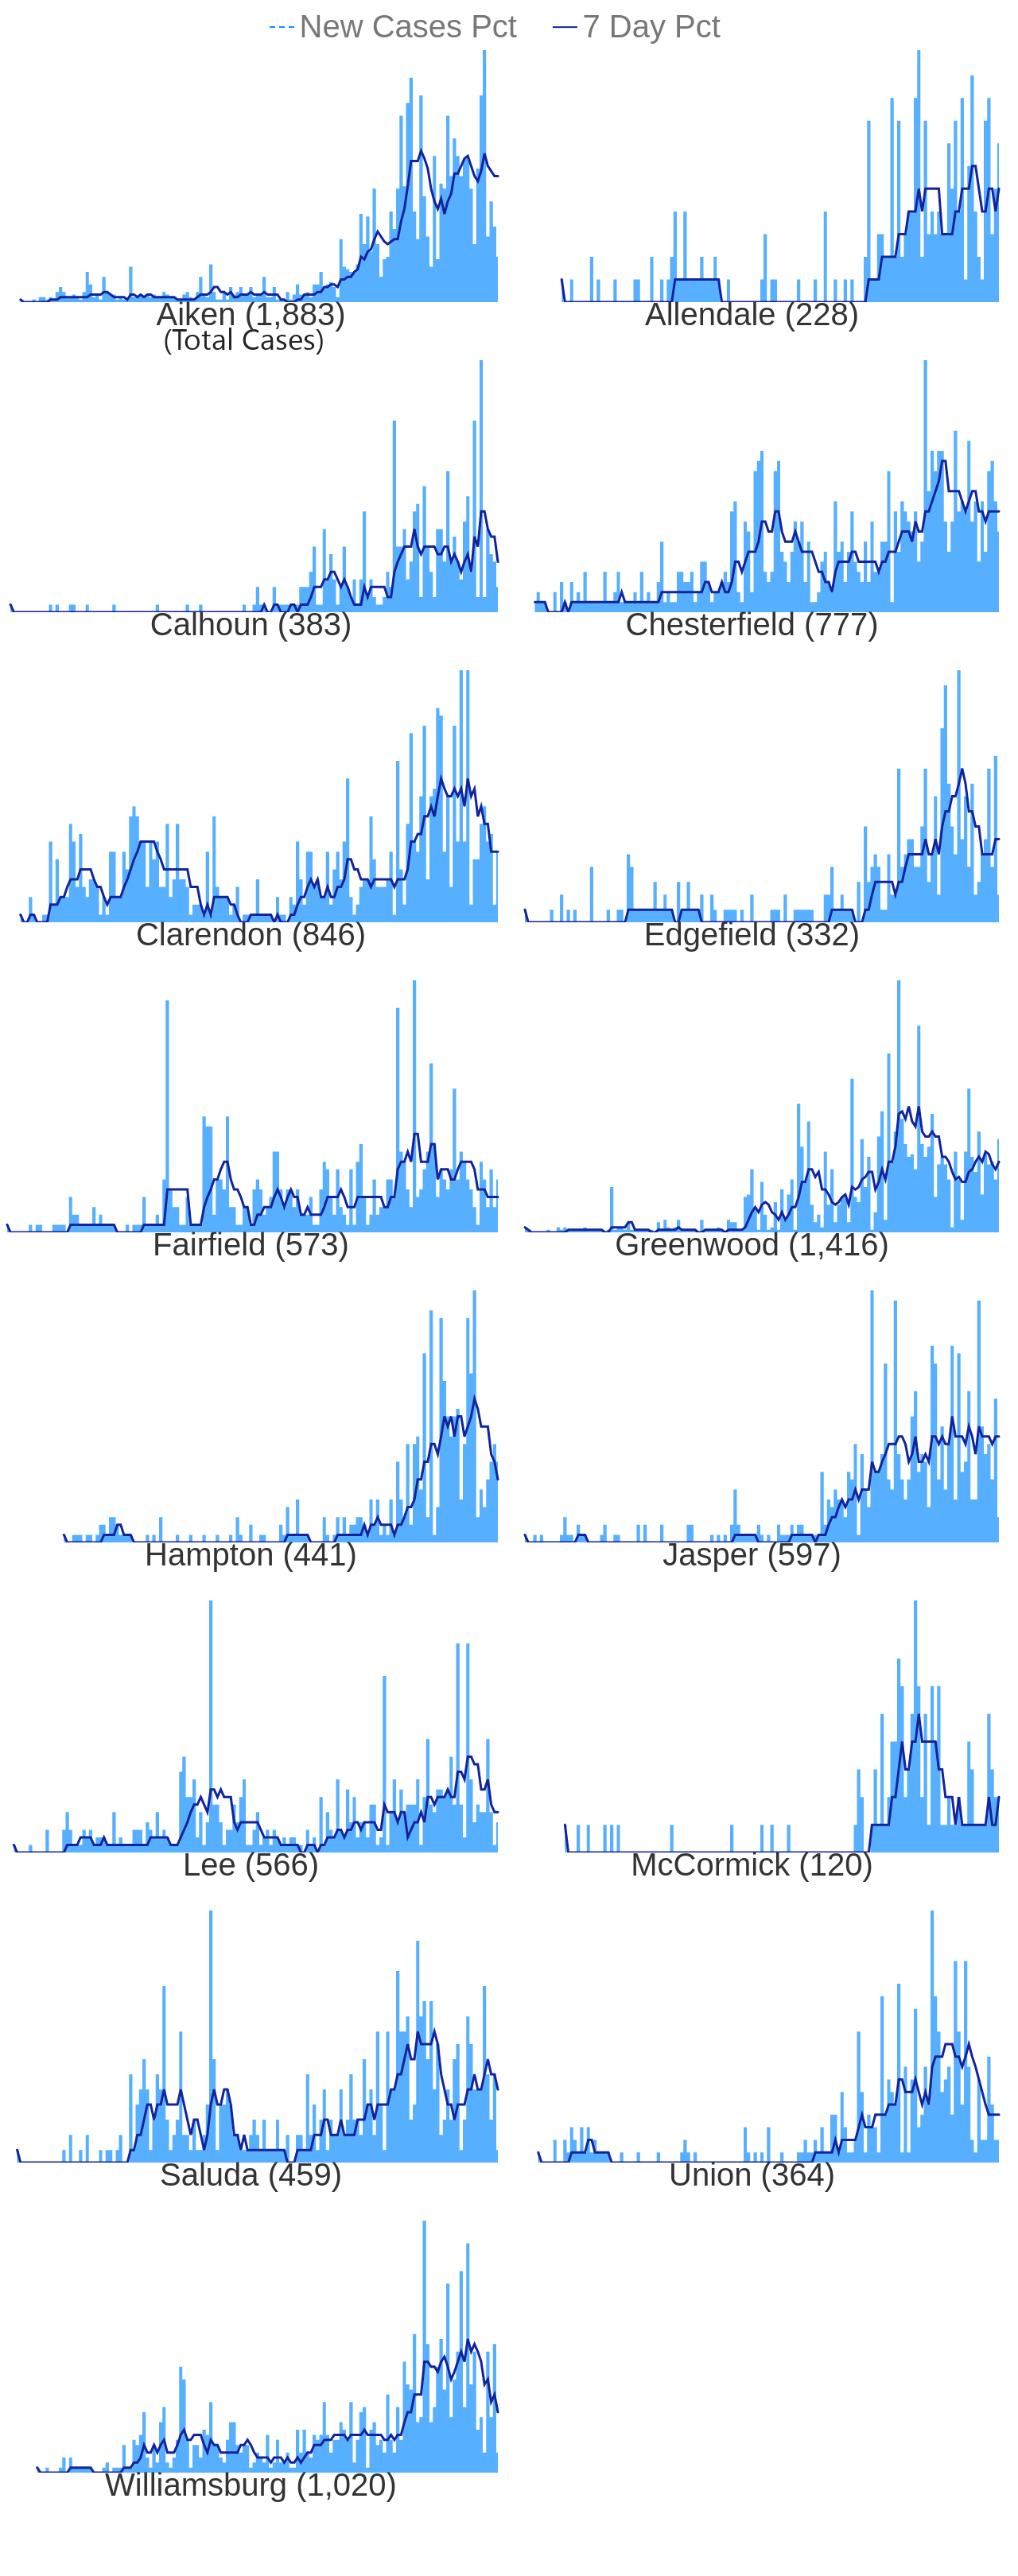 New Cases Pct 7 Day Pct
Aiken (1,883) Allendale (228)
(Total Cases)
Calhoun (383) Chesterfield (777)
Clarendon (846) Edgefield (332)
Fairfield (573) Greenwood (1,416)
Hampton (441) Jasper (597)
Lee (566) McCormick (120)
Saluda (459) Union (364)
Williamsburg (1,020)